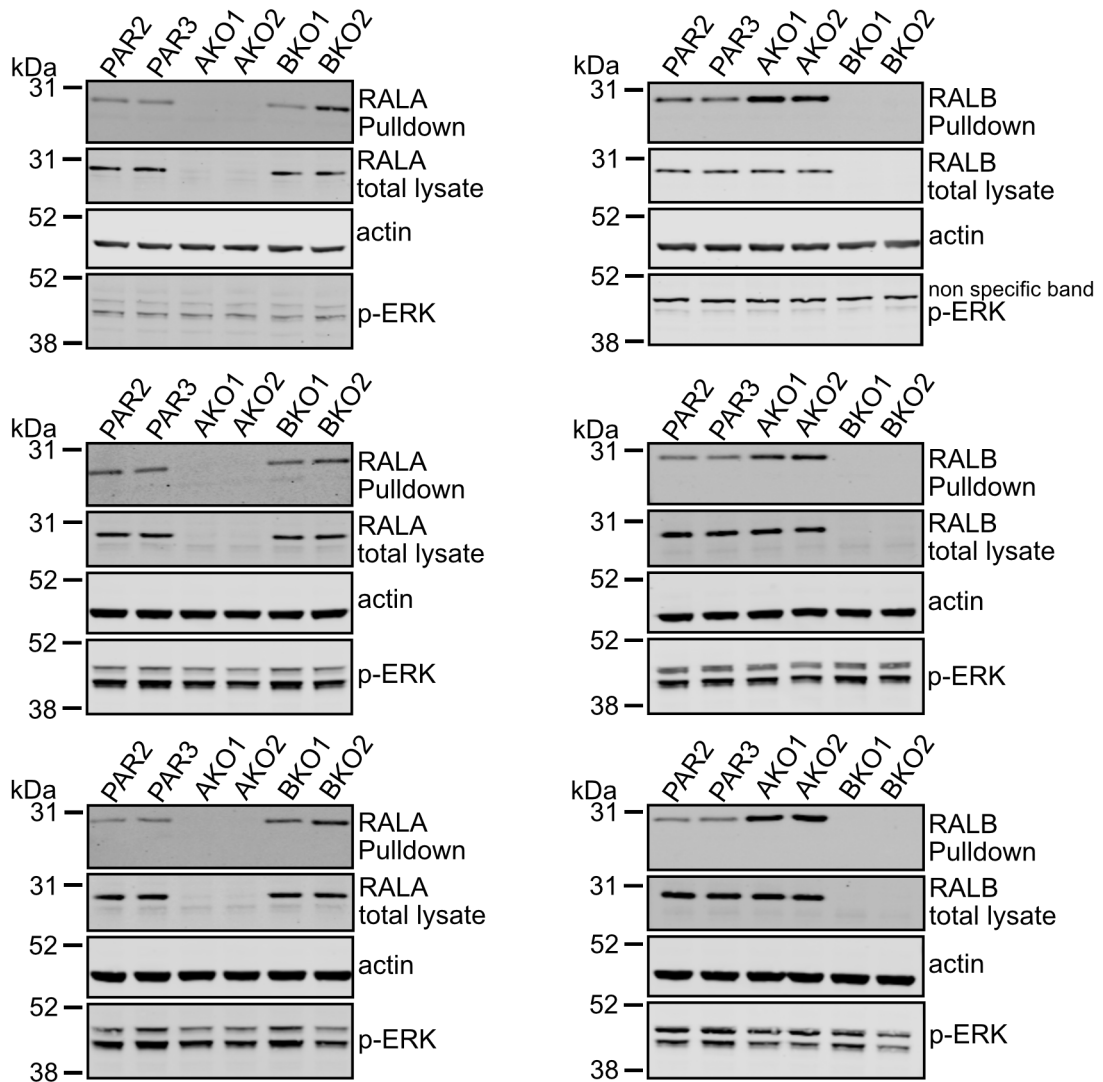 PAR2 PAR3 AKO1 AKO2 BKO1 BKO2
kDa
31
RALA
Pulldown
31
RALA
total lysate
52
actin
52
p-ERK
38
PAR2 PAR3 AKO1 AKO2 BKO1 BKO2
kDa
31
RALB
Pulldown
31
RALB
total lysate
52
actin
52
non specific band
p-ERK
38
PAR2 PAR3 AKO1 AKO2 BKO1 BKO2
kDa
31
RALA
Pulldown
31
RALA
total lysate
52
actin
52
p-ERK
38
PAR2 PAR3 AKO1 AKO2 BKO1 BKO2
kDa
31
RALB
Pulldown
31
RALB
total lysate
52
actin
52
p-ERK
38
PAR2 PAR3 AKO1 AKO2 BKO1 BKO2
kDa
31
RALA
Pulldown
31
RALA
total lysate
52
actin
52
p-ERK
38
PAR2 PAR3 AKO1 AKO2 BKO1 BKO2
kDa
31
RALB
Pulldown
31
RALB
total lysate
52
actin
52
p-ERK
38